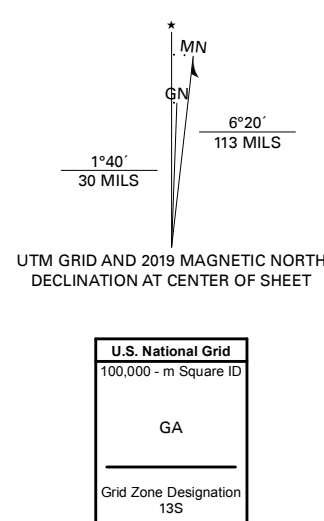 MN
GN
6°20´
113 MILS
1°40´
30 MILS
UTM GRID AND 2019 MAGNETIC NORTH
DECLINATION AT CENTER OF SHEET
U.S. National Grid
100,000 - m Square ID
GA
Grid Zone Designation
13S